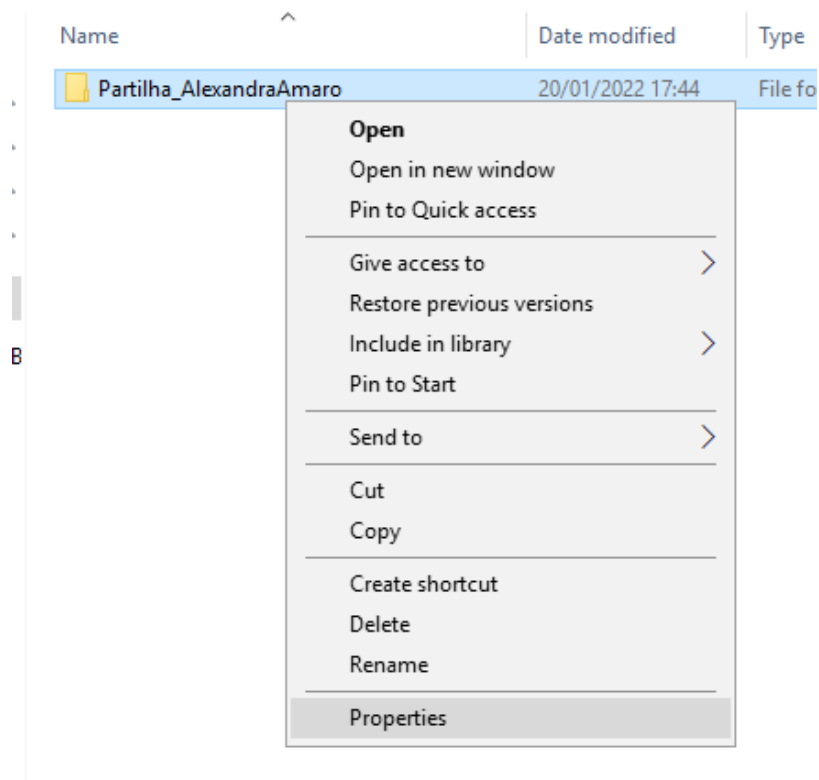 Name Date modified Type
Partilha_AlexandraAmaro 20/01/2022 17:44 File fo
Open
Open in new window
Pin to Quick access
Give access to
Restore previous versions
Include in library
B
Pin to Start
Send to
Cut
Copy
Create shortcut
Delete
Rename
Properties